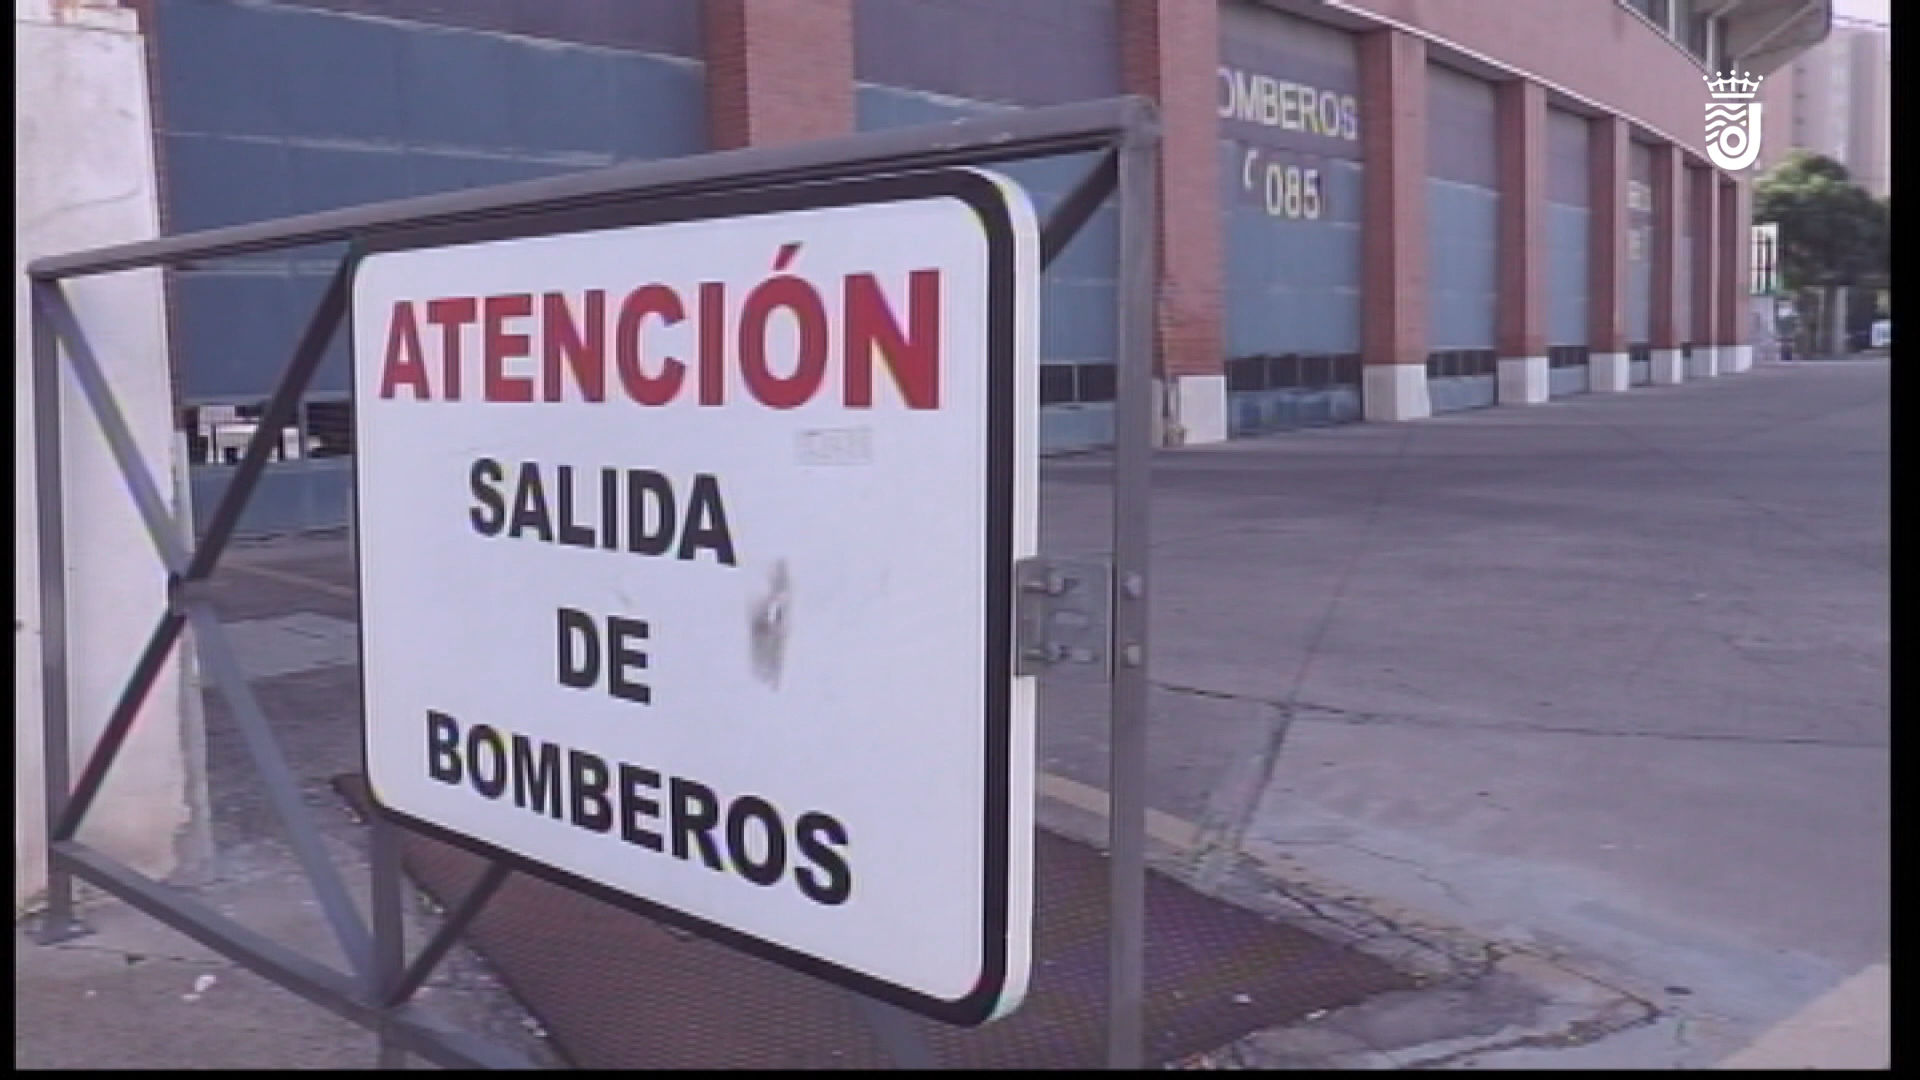 ATENCIÓN
SALIDA
DE
BOMBEROS
OMBEROS
085